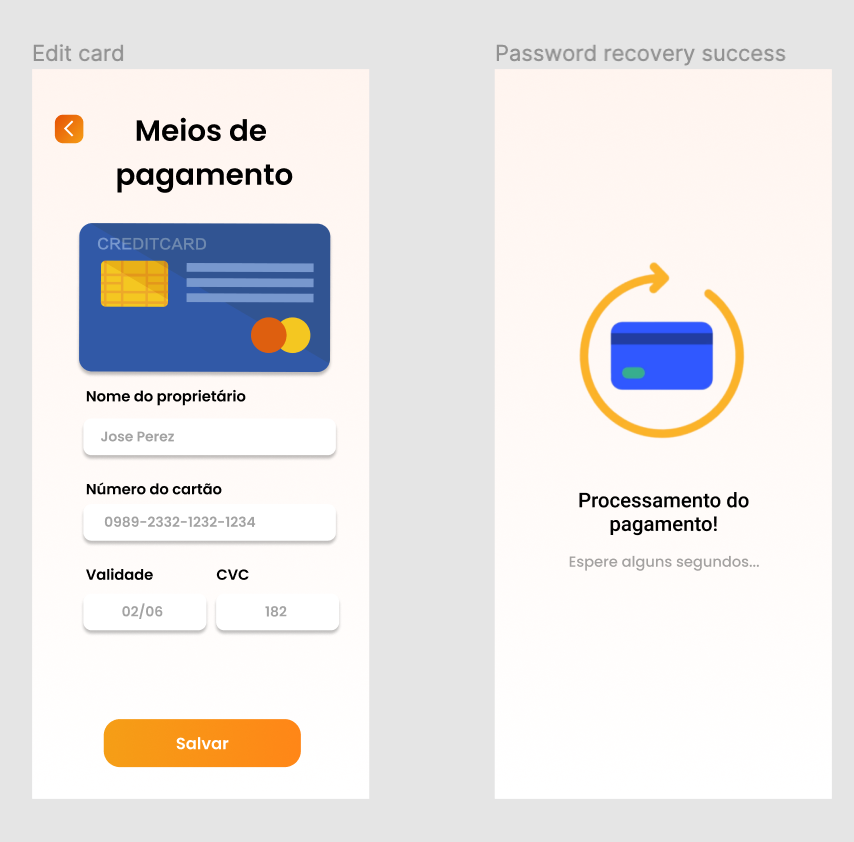 Edit card
Meios de
pagamento
CREDITCARD
Nome do proprietário
Jose Perez
Número do cartão
0989-2332-1232-1234
Validade
CVC
02/06
182
Salvar
Password recovery success
Processamento do
pagamento!
Espere alguns segundos...